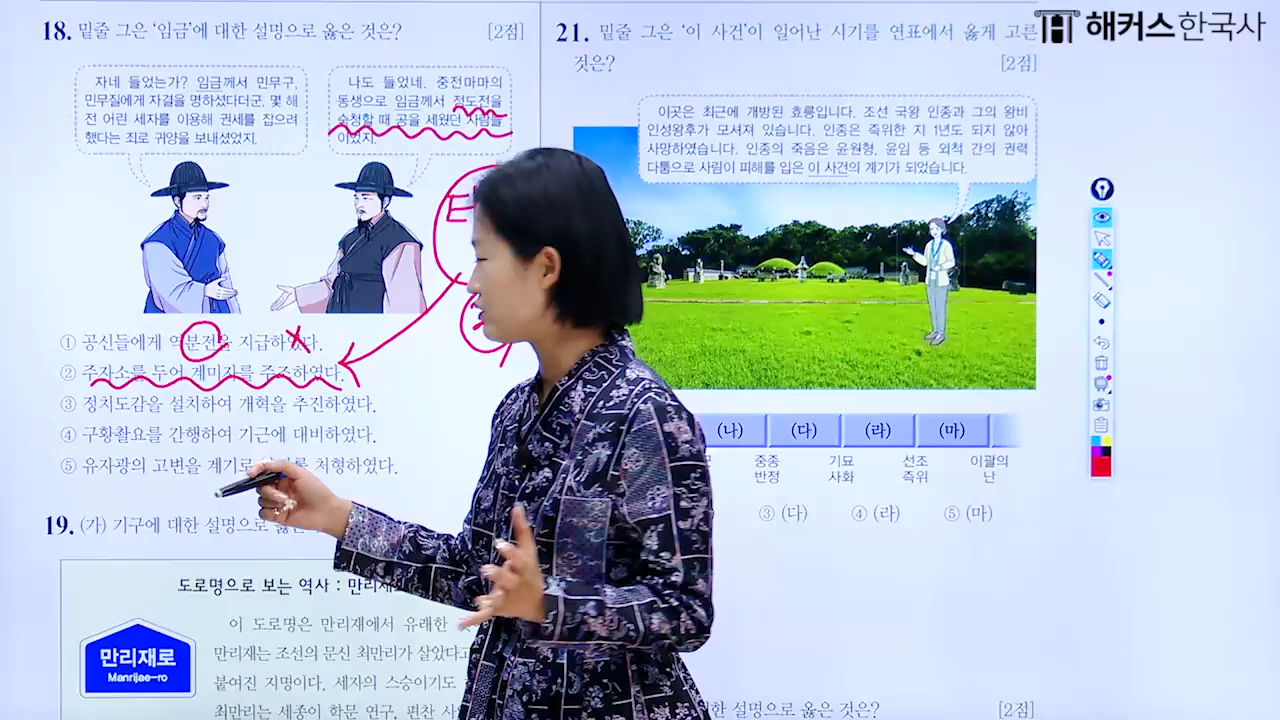 해커스한국사
18. 밑줄 그은 '임금'에 대한 설명으로 옳은 것은? [2점]
자네 들었는가? 임금께서 민무구,
민무질에게 자결을 명하셨다더군. 몇 해
전 어린 세자를 이용해 권세를 잡으려
했다는 죄로 귀양을 보내셨었지.
나도 들었네. 중전마마의
동생으로 임금께서 정도전을
숙청할 때 공을 세웠던 사람들
이었지.
① 공신들에게 역분전을 지급하였다.
② 주자소를 두어 계미자를 주조하였다.
③ 정치도감을 설치하여 개혁을 추진하였다.
④ 구황촬요를 간행하여 기근에 대비하였다.
⑤ 유자광의 고변을 계기로 처형하였다.
19. (가) 기구에 대한 설명으로
도로명으로 보는 역사 : 만리재
만리재로
Manrijae-ro
이 도로명은 만리재에서 유래한
만리재는 조선의 문신 최만리가 살았다고
붙여진 지명이다. 세자의 스승이기도
최만리는 세종이 학문 연구, 편찬
21. 밑줄 그은 '이 사건'이 일어난 시기를 연표에서 옳게 고른
것은? [2점]
이곳은 최근에 개방된 효릉입니다. 조선 국왕 인종과 그의 왕비
인성왕후가 모셔져 있습니다. 인종은 즉위한 지 1년도 되지 않아
사망하였습니다. 인종의 죽음은 윤원형, 윤임 등 외척 간의 권력
다툼으로 사림이 피해를 입은 이 사건의 계기가 되었습니다.
(나) (다) (라) (마)
중종 기묘 선조 이괄의
반정 사화 즉위 난
③ (다) ④ (라) ⑤ (마)
한 설명으로 옳은 것은? [2점]